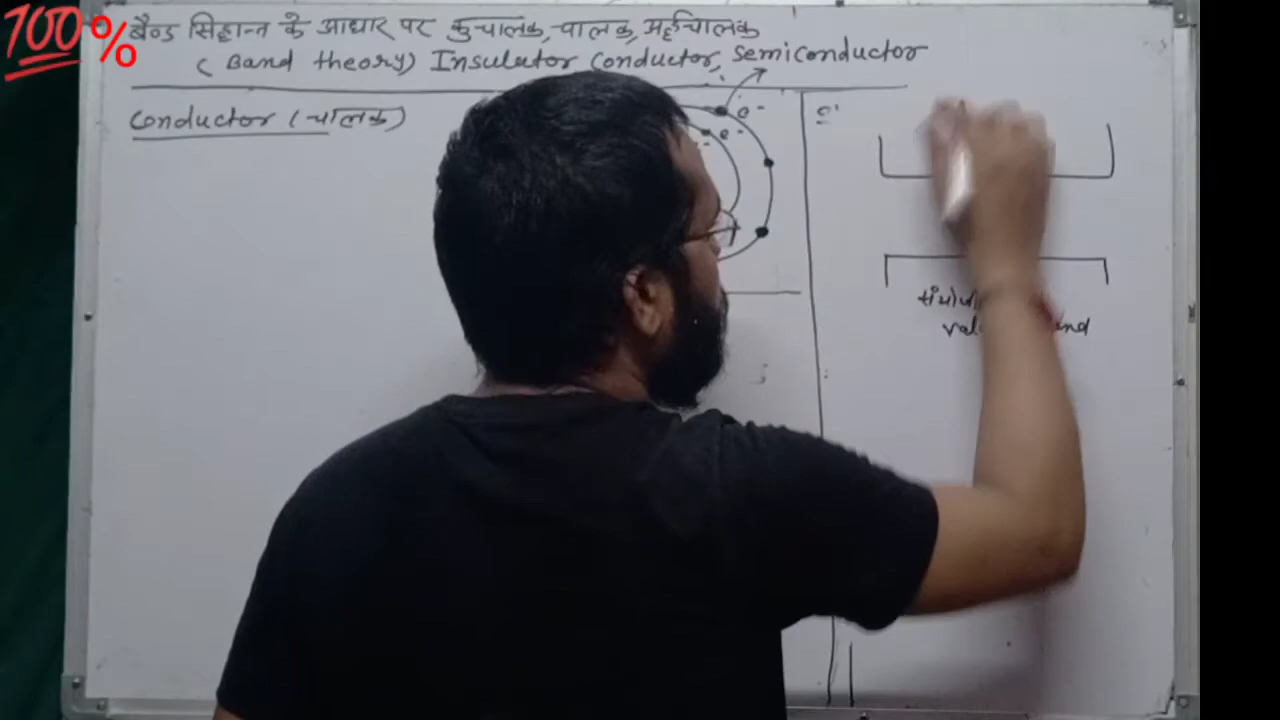 100%
बैण्ड सिद्धान्त के आधार पर कुचालक, चालक, अर्द्धचालक
( Band theory) Insulator Conductor, Semiconductor
Conductor (चालक)
e-
e-